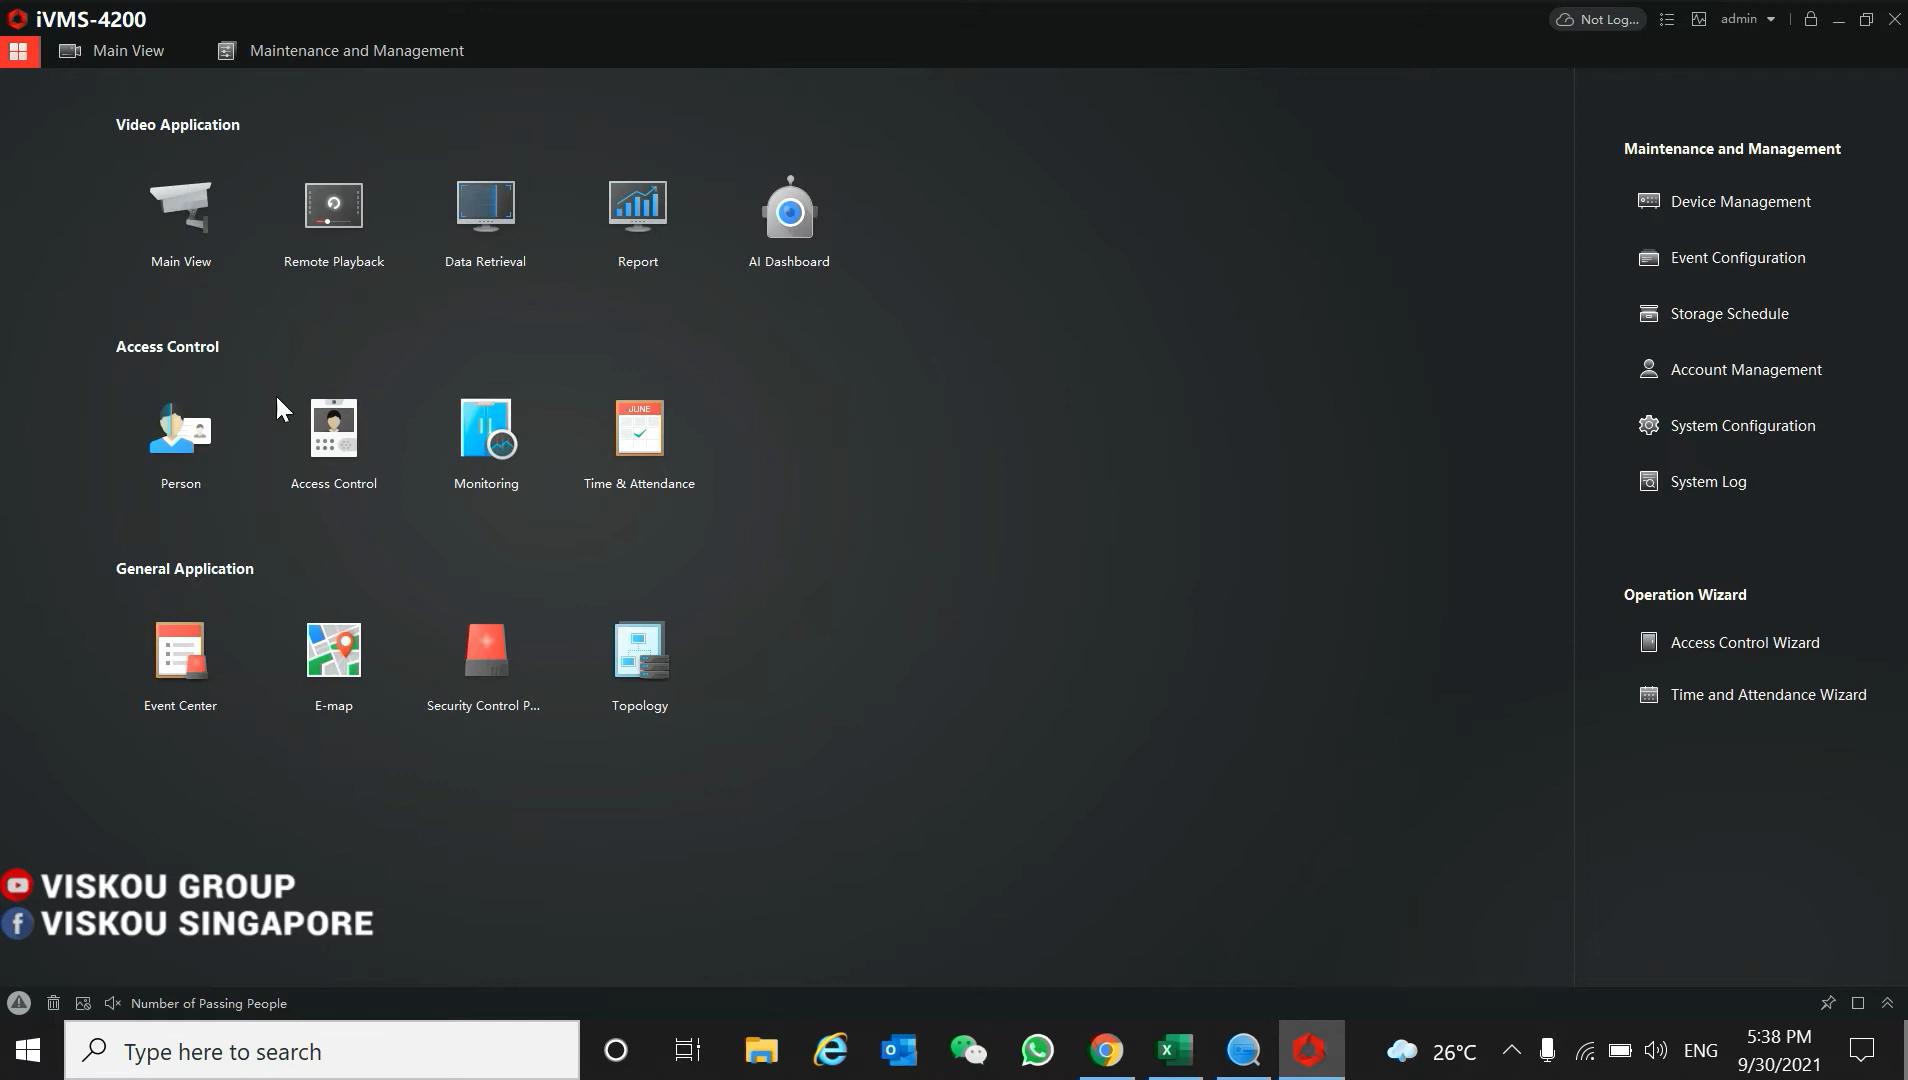 iVMS-4200
Not Log...
admin
Main View
Maintenance and Management
Video Application
Main View
Remote Playback
Data Retrieval
Report
AI Dashboard
Access Control
JUNE
Person
Access Control
Monitoring
Time & Attendance
General Application
Event Center
E-map
Security Control P...
Topology
Maintenance and Management
Device Management
Event Configuration
Storage Schedule
Account Management
System Configuration
System Log
Operation Wizard
Access Control Wizard
Time and Attendance Wizard
VISKOU GROUP
VISKOU SINGAPORE
Number of Passing People
Type here to search
26°C
ENG
5:38 PM
9/30/2021